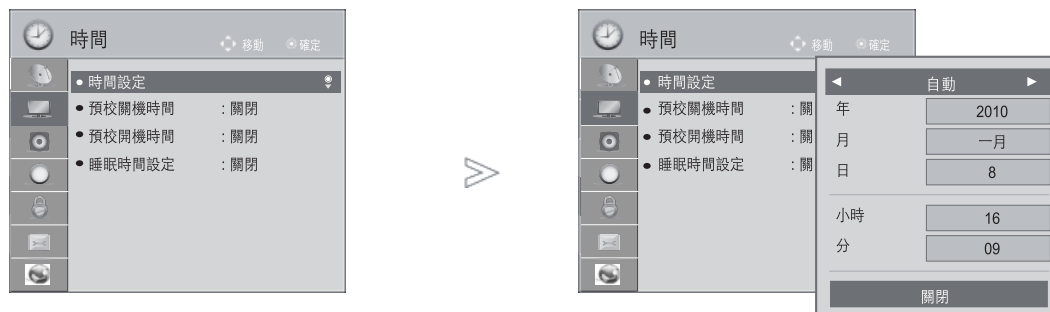 時間 移動 確定
● 時間設定
● 預校關機時間 : 關閉
● 預校開機時間 : 關閉
● 睡眠時間設定 : 關閉
時間 移動 確定
● 時間設定
● 預校關機時間 : 關
● 預校開機時間 : 關
● 睡眠時間設定 : 關
◄ 自動 ►
年 2010
月 一月
日 8
小時 16
分 09
關閉